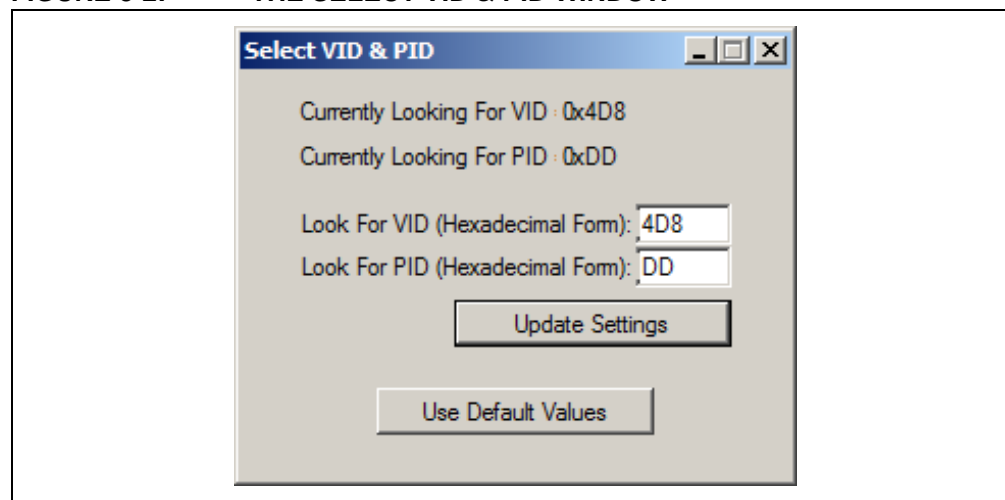 Select VID & PID
Currently Looking For VID : 0x4D8
Currently Looking For PID : 0xDD
Look For VID (Hexadecimal Form): 4D8
Look For PID (Hexadecimal Form): DD
Update Settings
Use Default Values